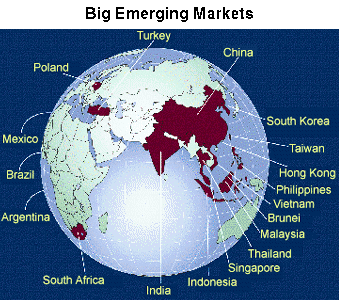 Big Emerging Markets
Turkey
China
Poland
South Korea
Mexico
Taiwan
Brazil
Hong Kong
Philippines
Vietnam
Argentina
Brunei
Malaysia
Thailand
Singapore
South Africa
India
Indonesia